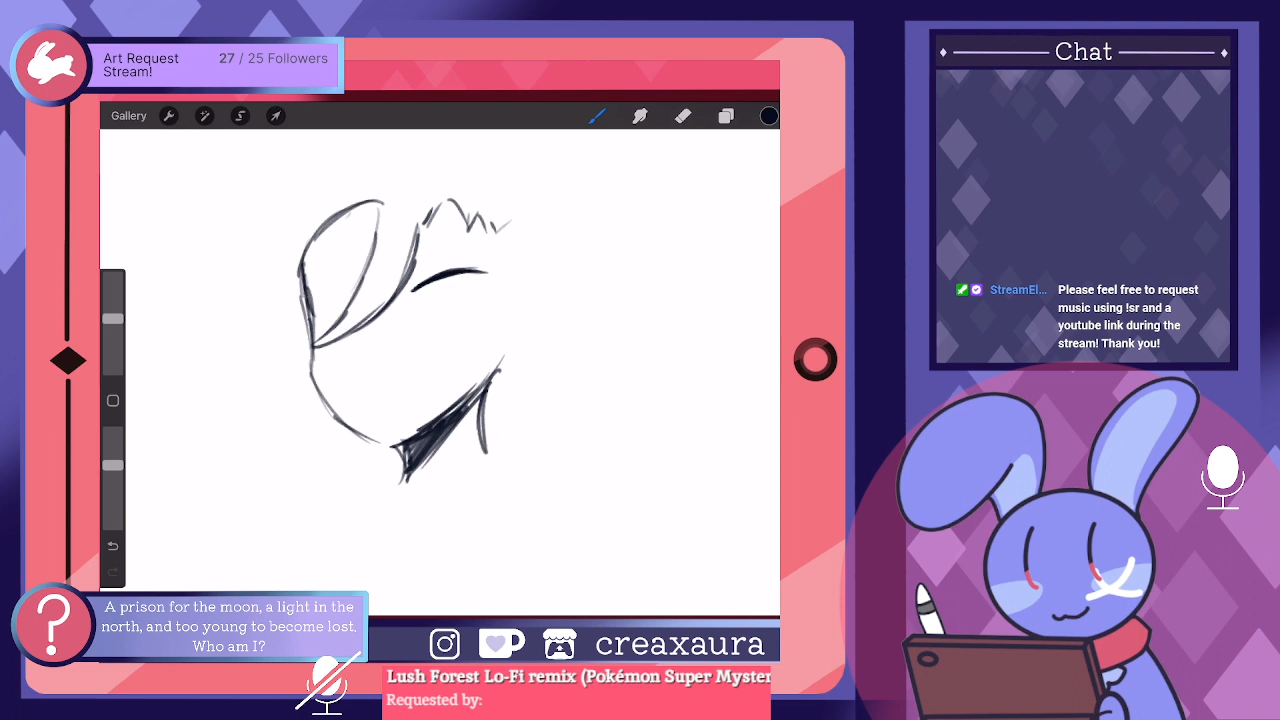 Art Request
Stream!
27 / 25 Followers
Gallery
Chat
StreamEl... Please feel free to request
music using !sr and a
youtube link during the
stream! Thank you!
A prison for the moon, a light in the
north, and too young to become lost.
Who am I?
creaxaura
Lush Forest Lo-Fi remix (Pokémon Super Myster
Requested by: